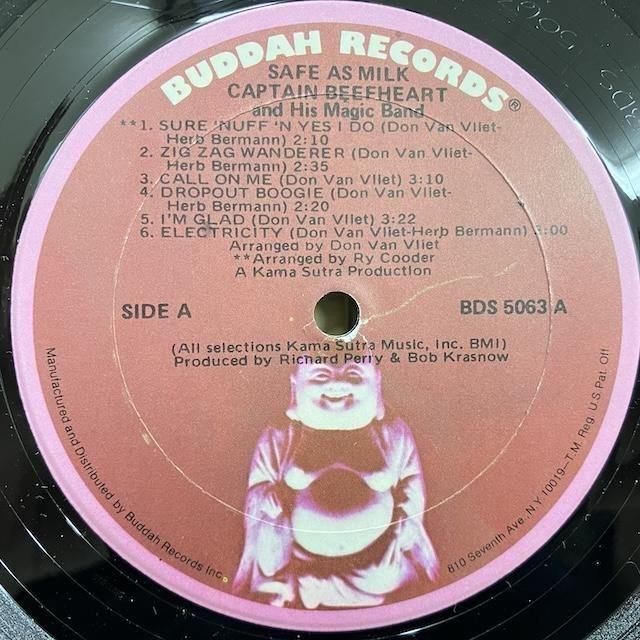 BUDDAH RECORDS®
SAFE AS MILK
CAPTAIN BEEFHEART
and His Magic Band
**1. SURE 'NUFF 'N YES I DO (Don Van Vliet-
Herb Bermann) 2:10
2. ZIG ZAG WANDERER (Don Van Vliet-
Herb Bermann) 2:35
3. CALL ON ME (Don Van Vliet) 3:10
4. DROPOUT BOOGIE (Don Van Vliet-
Herb Bermann) 2:20
5. I'M GLAD (Don Van Vliet) 3:22
6. ELECTRICITY (Don Van Vliet-Herb Bermann) 3:00
Arranged by Don Van Vliet
**Arranged by Ry Cooder
A Kama Sutra Production
SIDE A
BDS 5063 A
(All selections Kama Sutra Music, Inc. BMI)
Produced by Richard Perry & Bob Krasnow
Manufactured and Distributed by Buddah Records Inc.
810 Seventh Ave. N.Y. 10019—T.M. Reg. U.S. Pat. Off